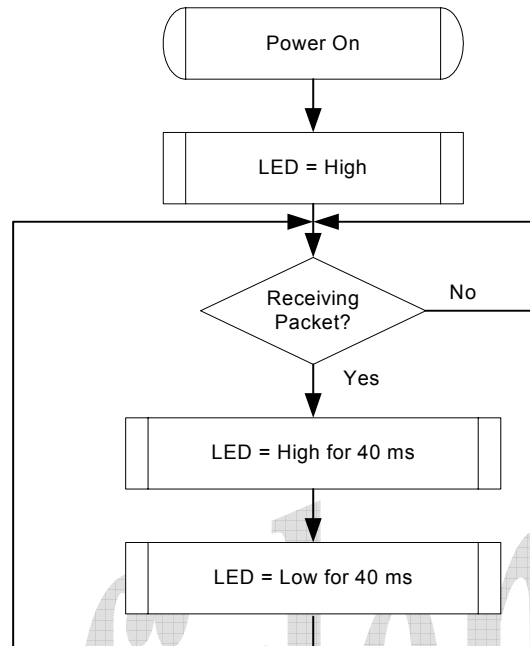 Power On
LED = High
Receiving
Packet?
No
Yes
LED = High for 40 ms
LED = Low for 40 ms